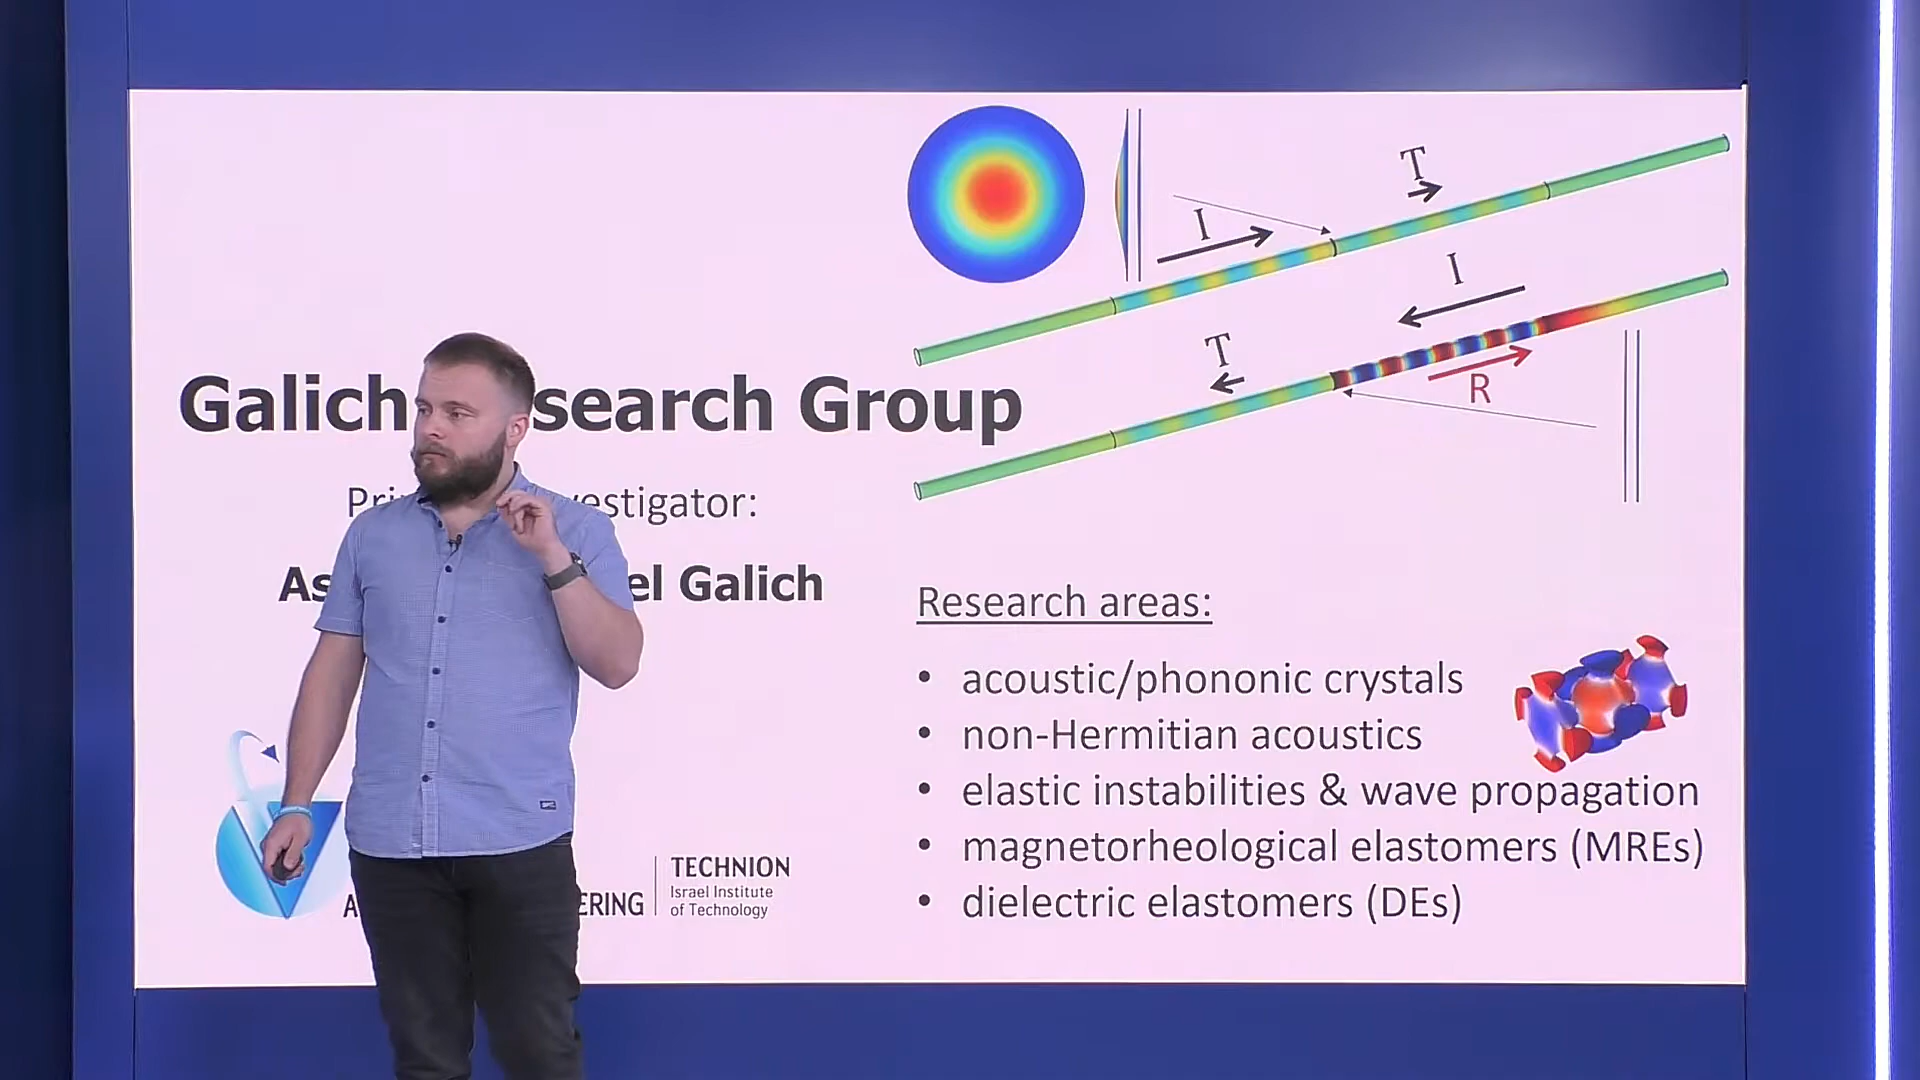 Galich search Group
Pri estigator:
As el Galich
ERING
TECHNION
Israel Institute
of Technology
T
I
I
T
R
Research areas:
• acoustic/phononic crystals
• non-Hermitian acoustics
• elastic instabilities & wave propagation
• magnetorheological elastomers (MREs)
• dielectric elastomers (DEs)